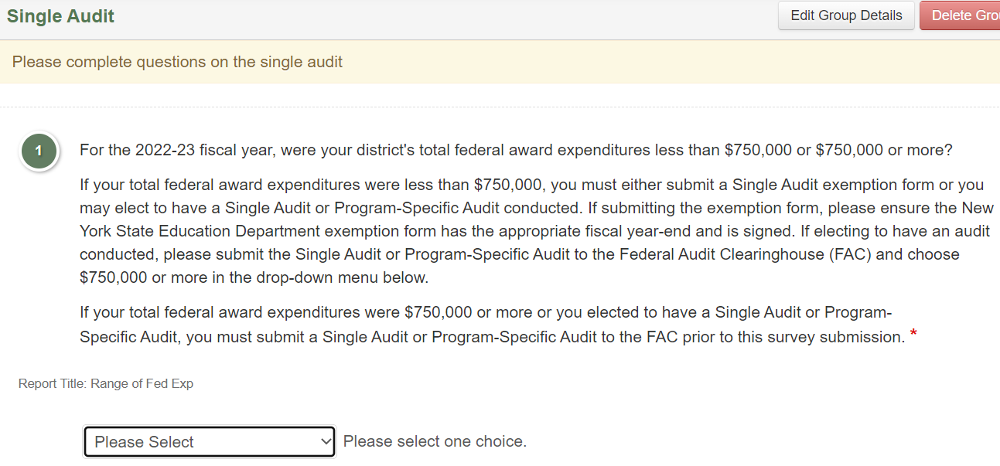 Single Audit
Edit Group Details
Delete Gro
Please complete questions on the single audit
1
For the 2022-23 fiscal year, were your district's total federal award expenditures less than $750,000 or $750,000 or more?
If your total federal award expenditures were less than $750,000, you must either submit a Single Audit exemption form or you
may elect to have a Single Audit or Program-Specific Audit conducted. If submitting the exemption form, please ensure the New
York State Education Department exemption form has the appropriate fiscal year-end and is signed. If electing to have an audit
conducted, please submit the Single Audit or Program-Specific Audit to the Federal Audit Clearinghouse (FAC) and choose
$750,000 or more in the drop-down menu below.
If your total federal award expenditures were $750,000 or more or you elected to have a Single Audit or Program-
Specific Audit, you must submit a Single Audit or Program-Specific Audit to the FAC prior to this survey submission. *
Report Title: Range of Fed Exp
Please Select
Please select one choice.